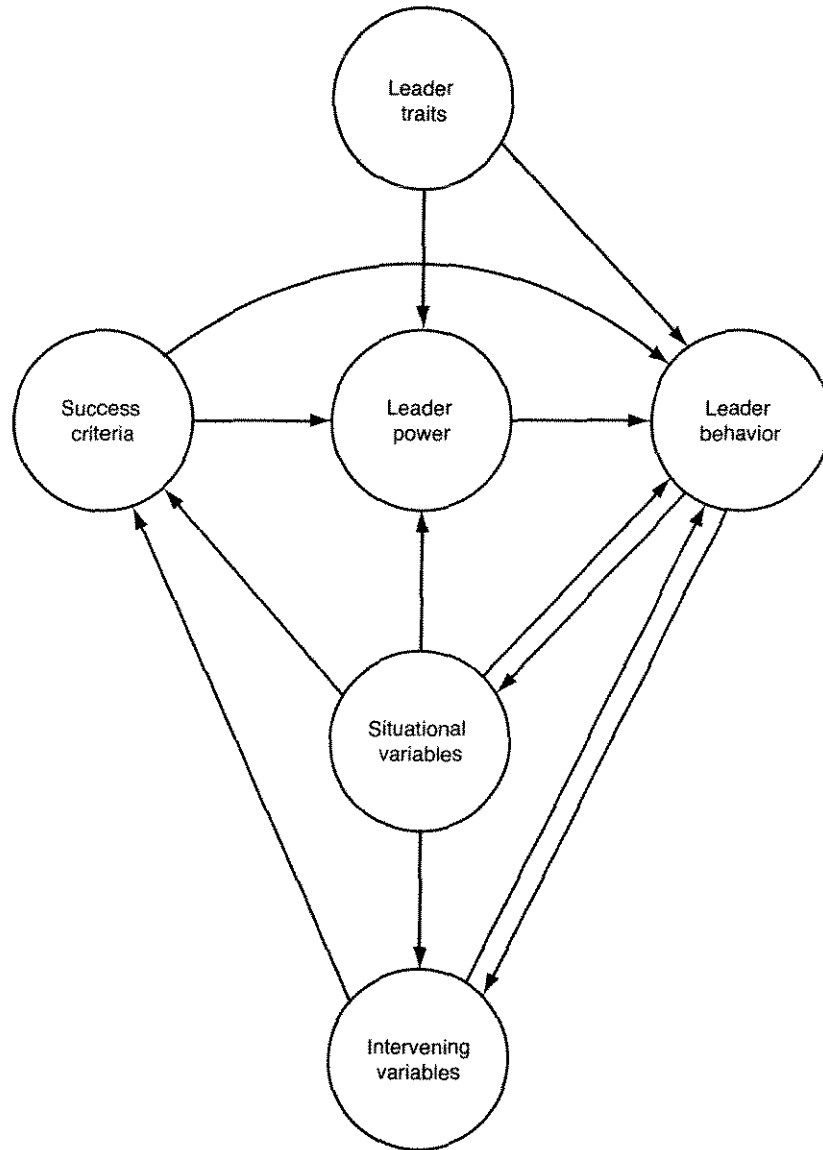 Leader
traits
Success
criteria
Leader
power
Leader
behavior
Situational
variables
Intervening
variables